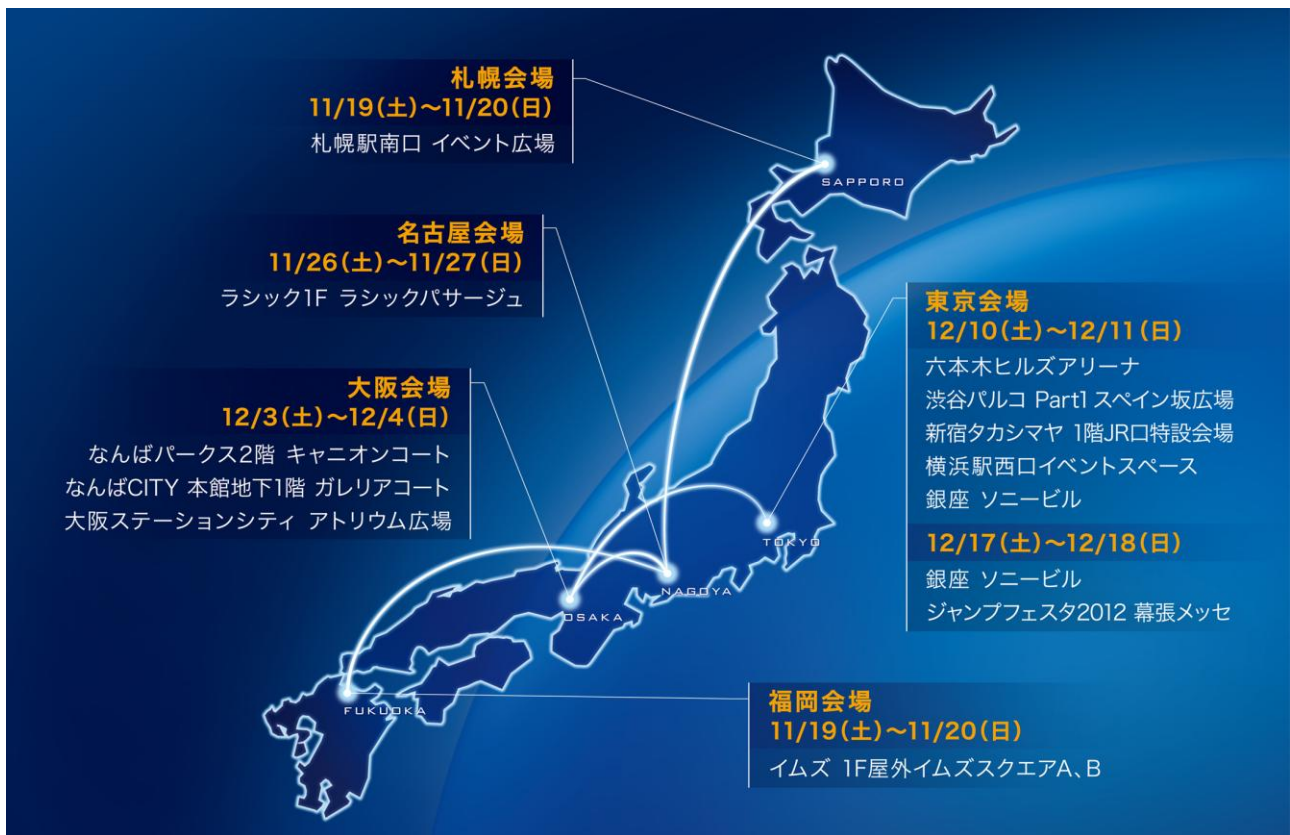 札幌会場
11/19(土)〜11/20(日)
札幌駅南口 イベント広場
SAPPORO
名古屋会場
11/26(土)〜11/27(日)
ラシック1F ラシックパサージュ
東京会場
12/10(土)〜12/11(日)
六本木ヒルズアリーナ
渋谷パルコ Part1 スペイン坂広場
新宿タカシマヤ 1階JR口特設会場
横浜駅西口イベントスペース
銀座 ソニービル
12/17(土)〜12/18(日)
銀座 ソニービル
ジャンプフェスタ2012 幕張メッセ
大阪会場
12/3(土)〜12/4(日)
なんばパークス2階 キャニオンコート
なんばCITY 本館地下1階 ガレリアコート
大阪ステーションシティ アトリウム広場
TOKYO
NAGOYA
OSAKA
FUKUOKA
福岡会場
11/19(土)〜11/20(日)
イムズ 1F屋外イムズスクエアA、B